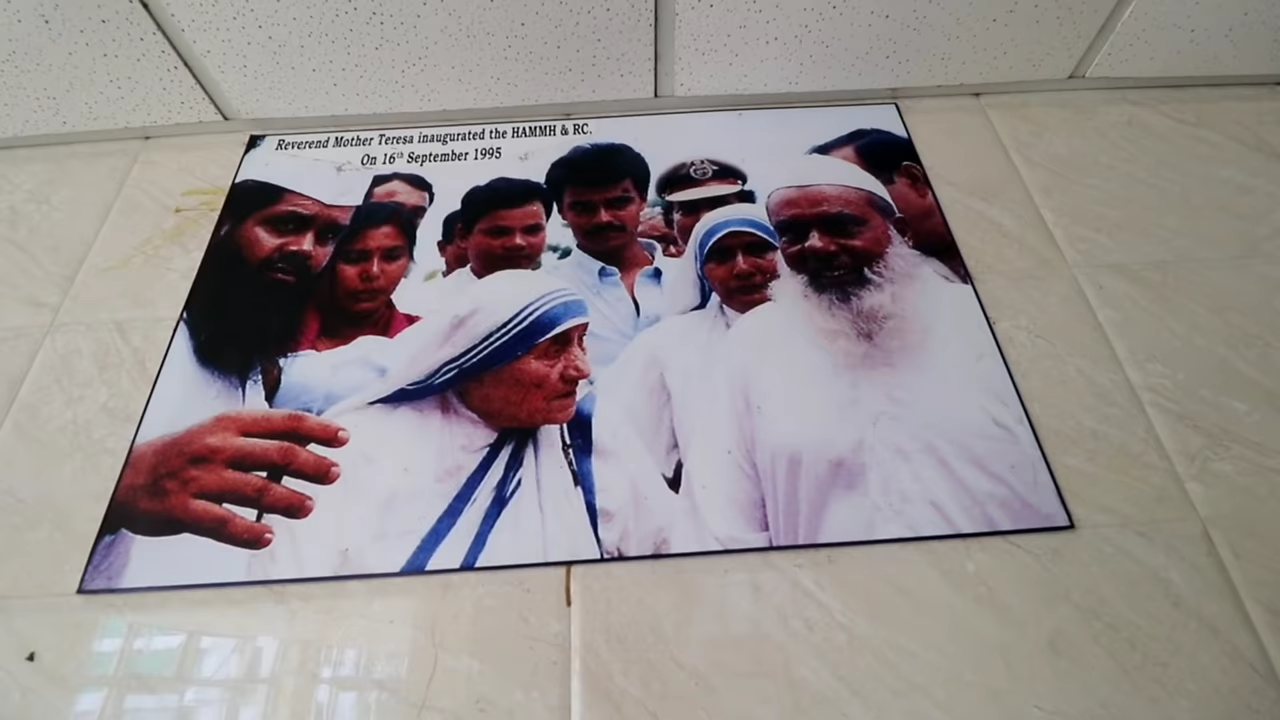 Reverend Mother Teresa inaugurated the HAMMH & RC.
On 16th September 1995